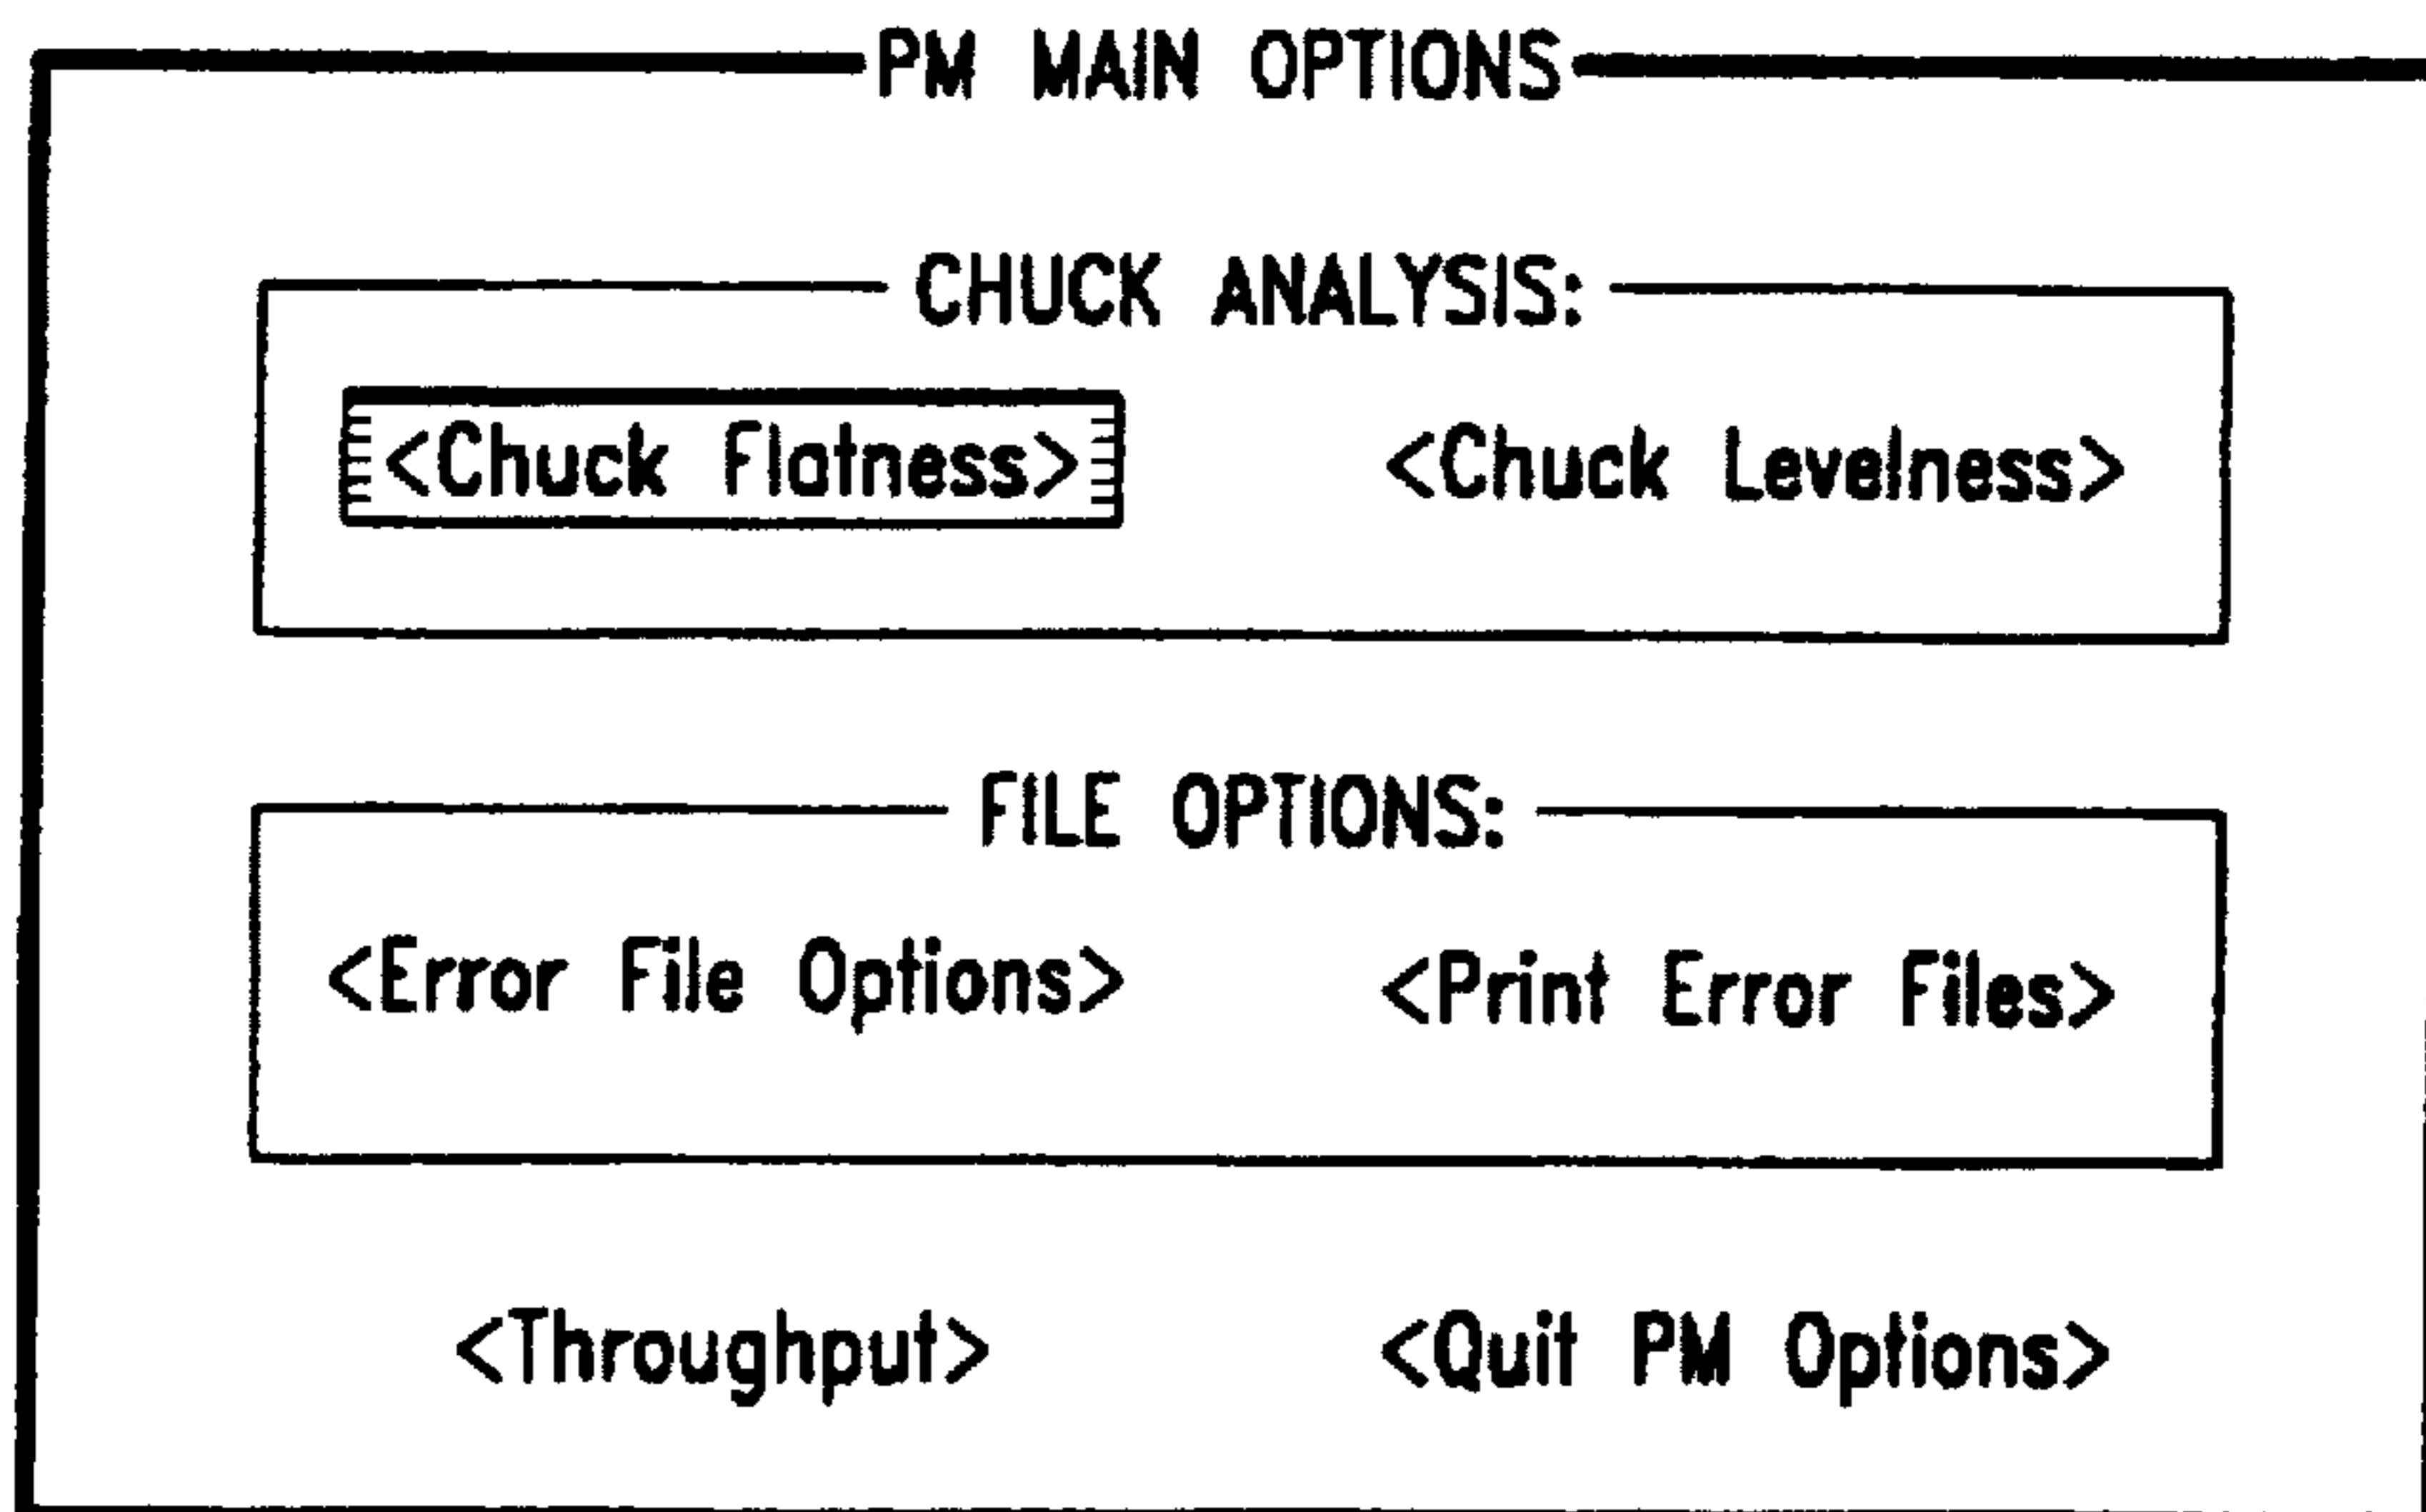 PM MAIN OPTIONS
CHUCK ANALYSIS:
<Chuck Flatness> <Chuck Levelness>
FILE OPTIONS:
<Error File Options> <Print Error Files>
<Throughput> <Quit PM Options>